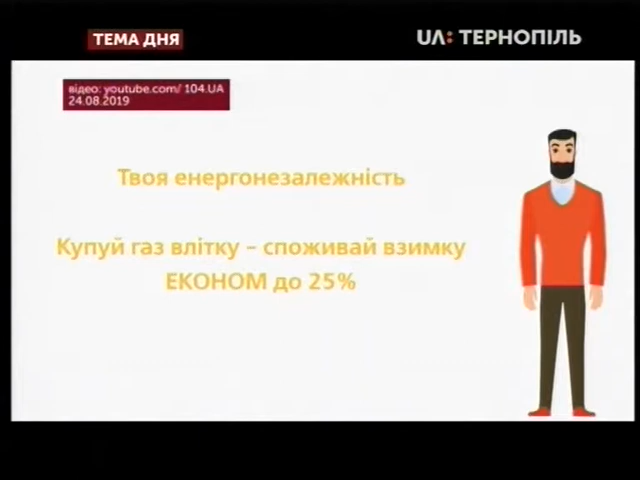 ТЕМА ДНЯ
UA: ТЕРНОПІЛЬ
відео: youtube.com/ 104.UA
24.08.2019
Твоя енергонезалежність
Купуй газ влітку – споживай взимку
ЕКОНОМ до 25%